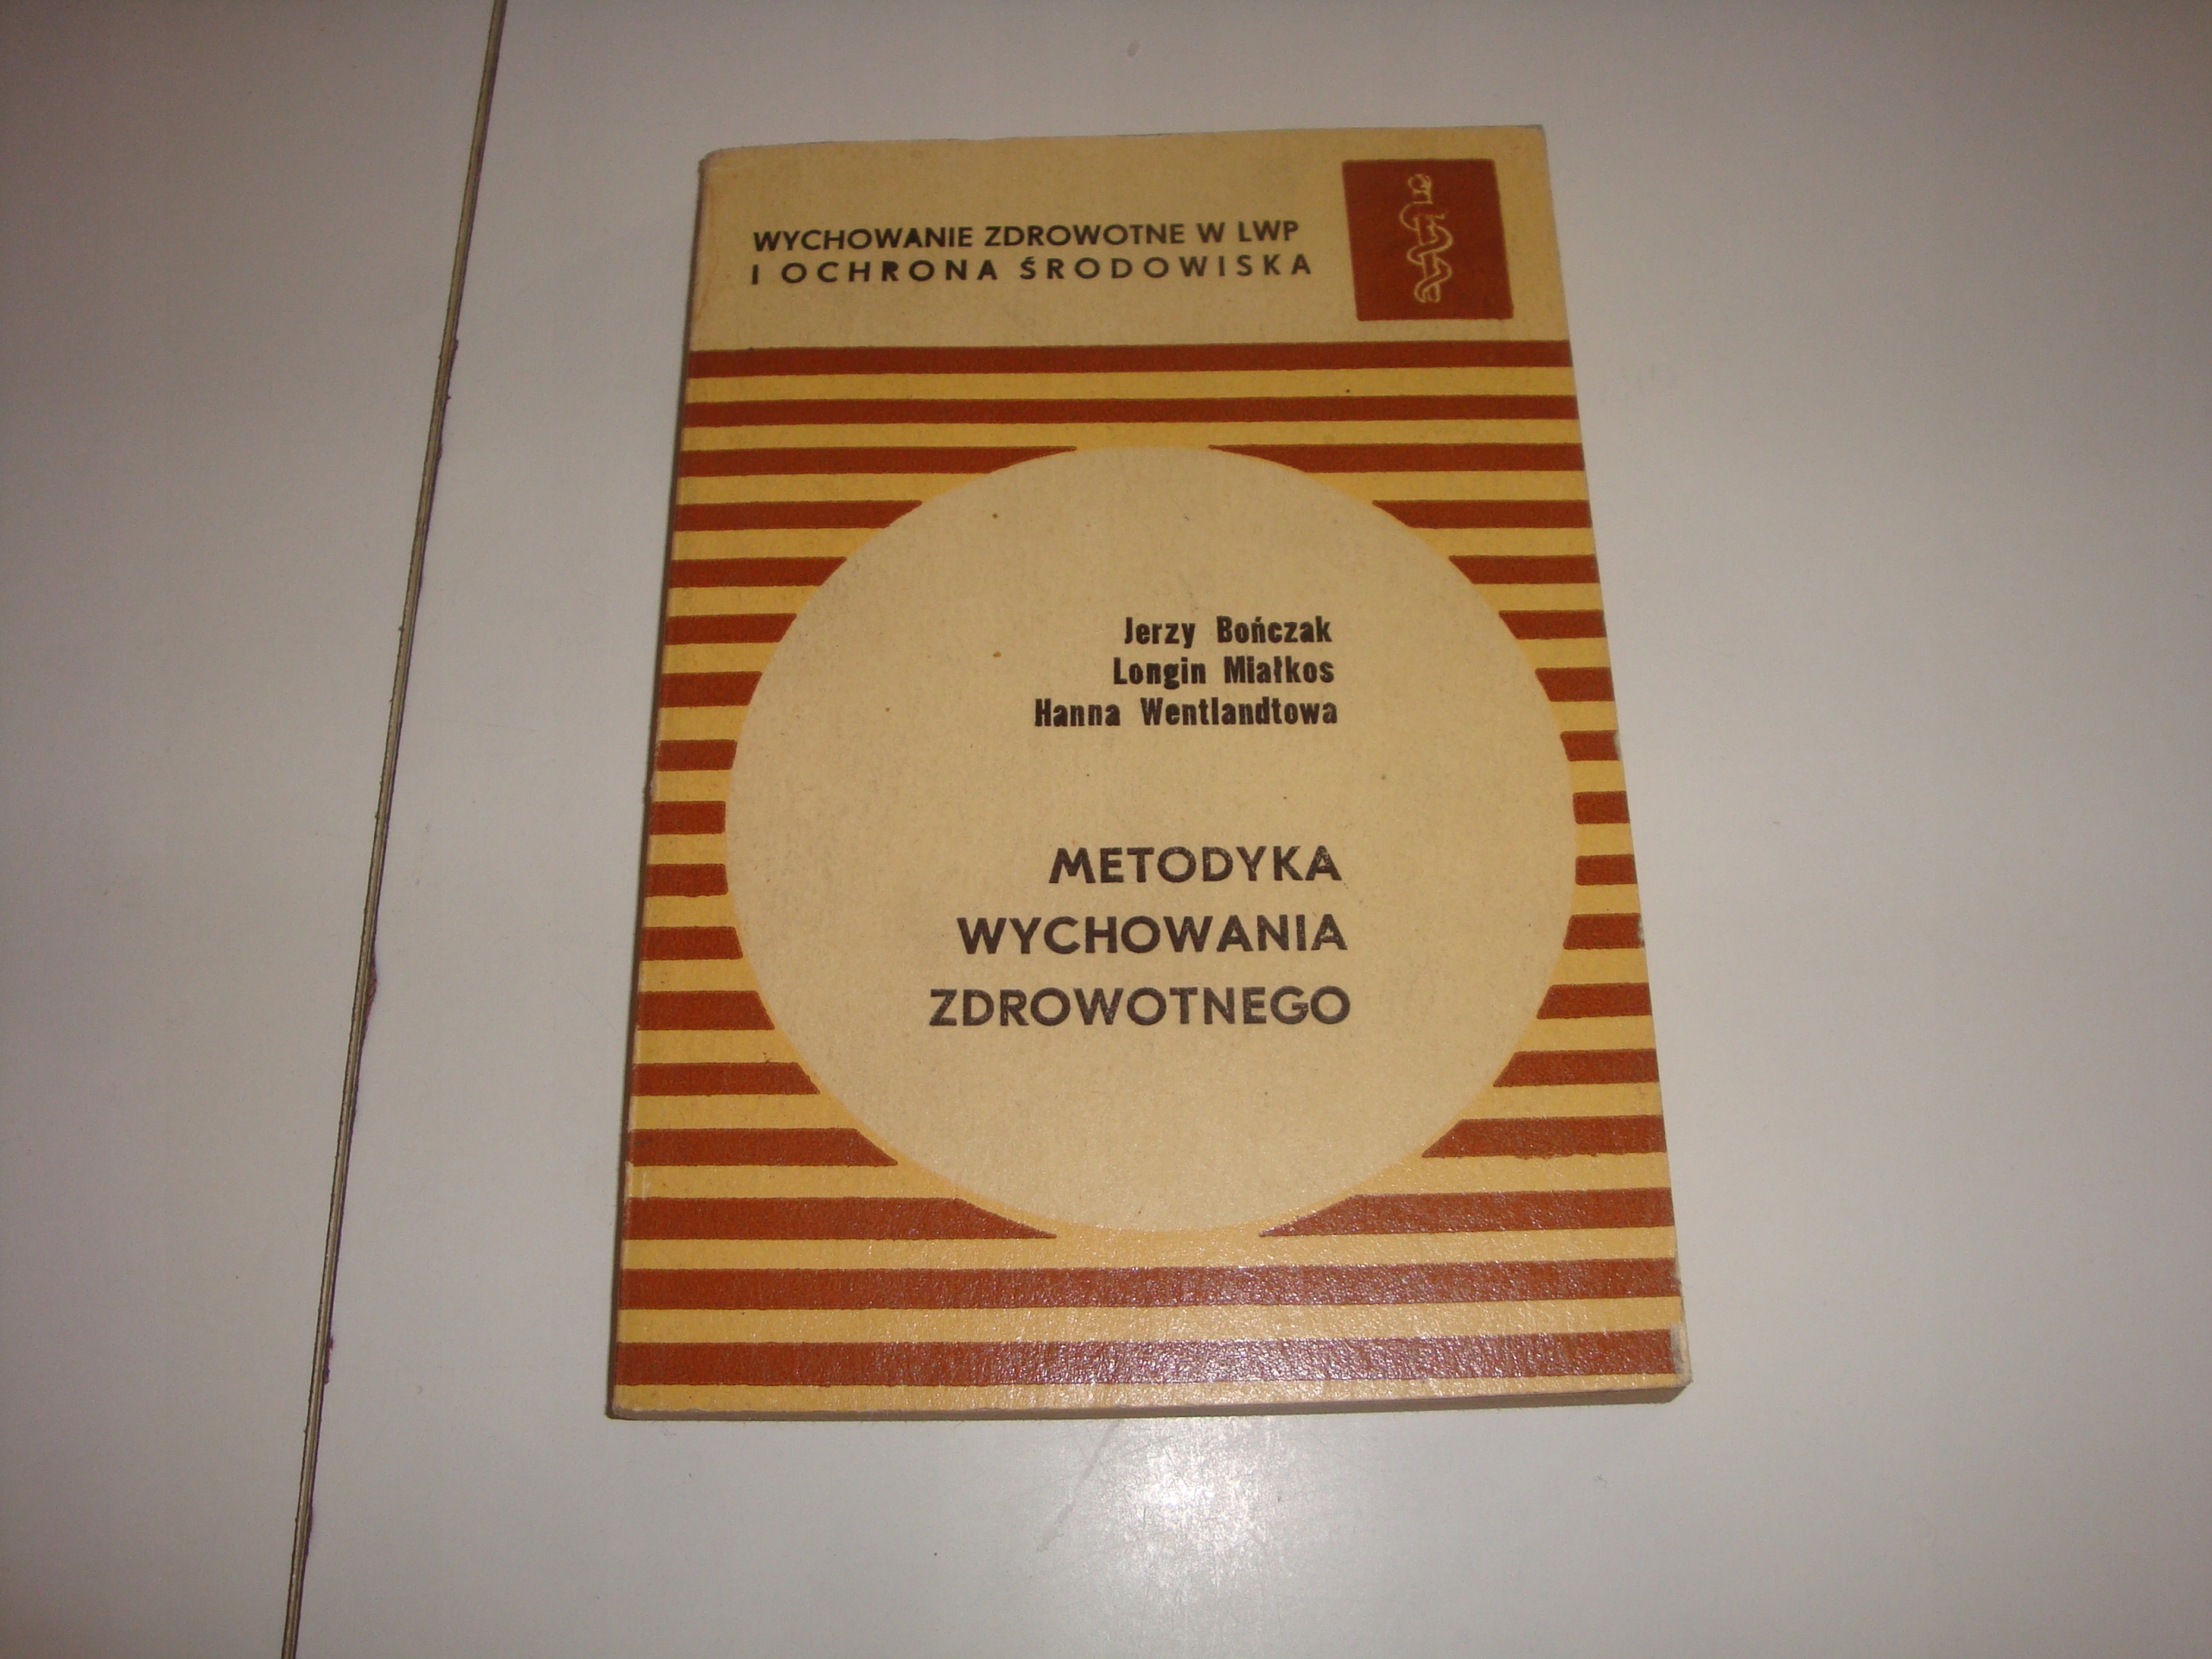 WYCHOWANIE ZDROWOTNE W LWP
I OCHRONA ŚRODOWISKA
Jerzy Bończak
Longin Miałkos
Hanna Wentlandtowa
METODYKA
WYCHOWANIA
ZDROWOTNEGO